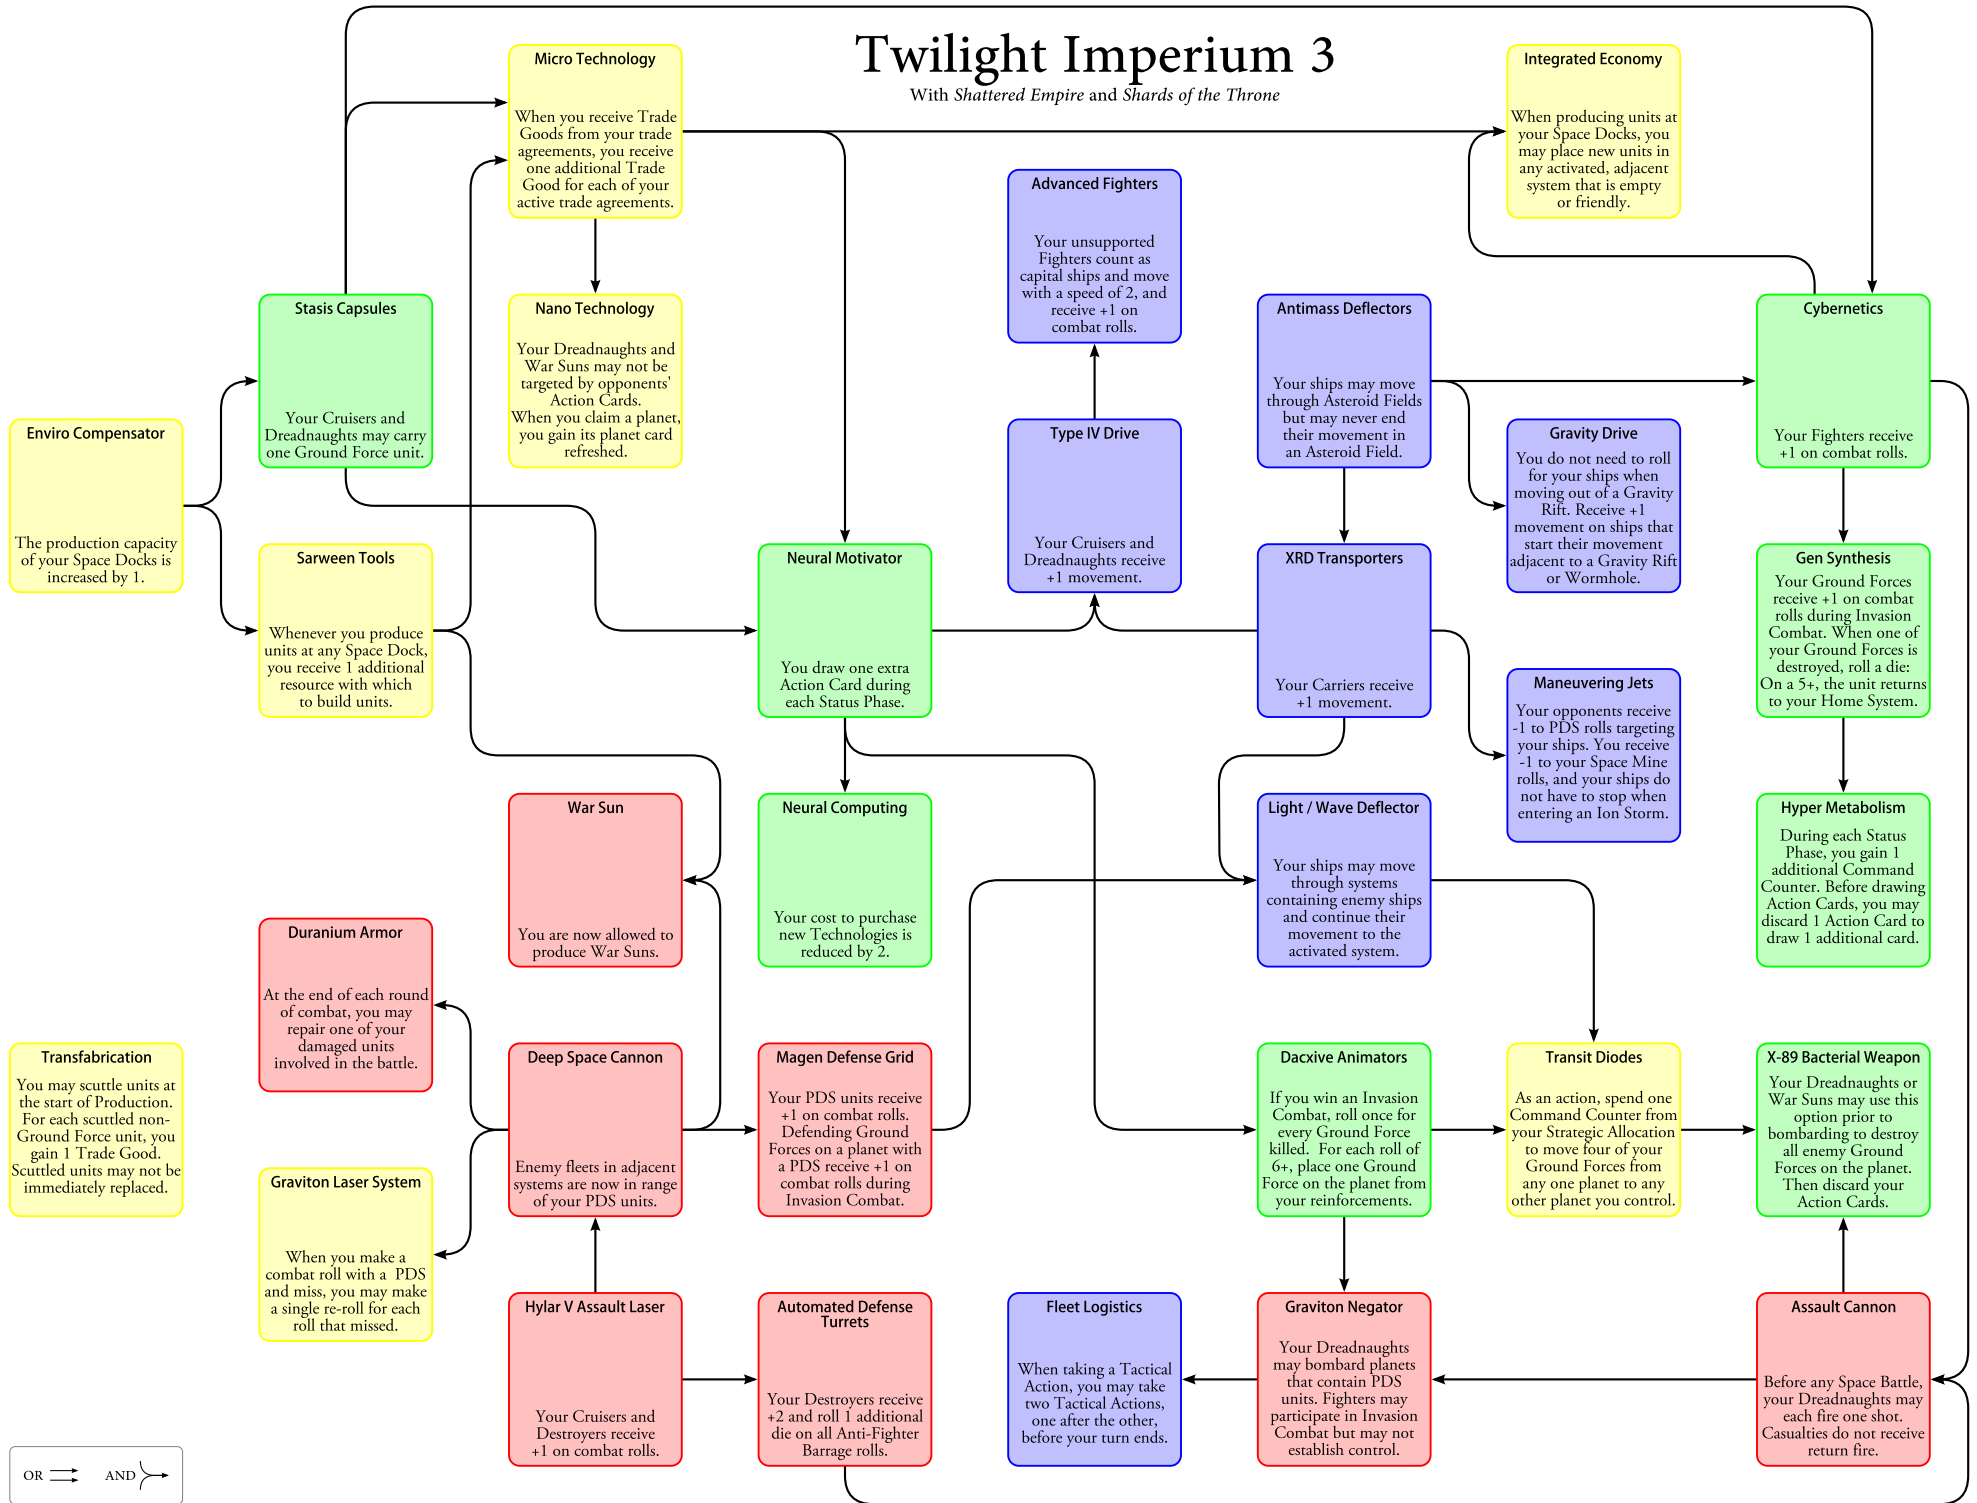 Twilight Imperium 3
With Shattered Empire and Shards of the Throne
Micro Technology
When you receive Trade
Goods from your trade
agreements, you receive
one additional Trade
Good for each of your
active trade agreements.
Integrated Economy
When producing units at
your Space Docks, you
may place new units in
any activated, adjacent
system that is empty
or friendly.
Advanced Fighters
Your unsupported
Fighters count as
capital ships and move
with a speed of 2, and
receive +1 on
combat rolls.
Stasis Capsules
Your Cruisers and
Dreadnaughts may carry
one Ground Force unit.
Nano Technology
Your Dreadnaughts and
War Suns may not be
targeted by opponents'
Action Cards.
When you claim a planet,
you gain its planet card
refreshed.
Antimass Deflectors
Your ships may move
through Asteroid Fields
but may never end
their movement in
an Asteroid Field.
Cybernetics
Your Fighters receive
+1 on combat rolls.
Enviro Compensator
The production capacity
of your Space Docks is
increased by 1.
Type IV Drive
Your Cruisers and
Dreadnaughts receive
+1 movement.
Gravity Drive
You do not need to roll
for your ships when
moving out of a Gravity
Rift. Receive +1
movement on ships that
start their movement
adjacent to a Gravity Rift
or Wormhole.
Sarween Tools
Whenever you produce
units at any Space Dock,
you receive 1 additional
resource with which
to build units.
Neural Motivator
You draw one extra
Action Card during
each Status Phase.
XRD Transporters
Your Carriers receive
+1 movement.
Gen Synthesis
Your Ground Forces
receive +1 on combat
rolls during Invasion
Combat. When one of
your Ground Forces is
destroyed, roll a die:
On a 5+, the unit returns
to your Home System.
Maneuvering Jets
Your opponents receive
-1 to PDS rolls targeting
your ships. You receive
-1 to your Space Mine
rolls, and your ships do
not have to stop when
entering an Ion Storm.
War Sun
You are now allowed to
produce War Suns.
Neural Computing
Your cost to purchase
new Technologies is
reduced by 2.
Light / Wave Deflector
Your ships may move
through systems
containing enemy ships
and continue their
movement to the
activated system.
Hyper Metabolism
During each Status
Phase, you gain 1
additional Command
Counter. Before drawing
Action Cards, you may
discard 1 Action Card to
draw 1 additional card.
Duranium Armor
At the end of each round
of combat, you may
repair one of your
damaged units
involved in the battle.
Transfabrication
You may scuttle units at
the start of Production.
For each scuttled non-
Ground Force unit, you
gain 1 Trade Good.
Scuttled units may not be
immediately replaced.
Deep Space Cannon
Enemy fleets in adjacent
systems are now in range
of your PDS units.
Magen Defense Grid
Your PDS units receive
+1 on combat rolls.
Defending Ground
Forces on a planet with
a PDS receive +1 on
combat rolls during
Invasion Combat.
Dacxive Animators
If you win an Invasion
Combat, roll once for
every Ground Force
killed. For each roll of
6+, place one Ground
Force on the planet from
your reinforcements.
Transit Diodes
As an action, spend one
Command Counter from
your Strategic Allocation
to move four of your
Ground Forces from
any one planet to any
other planet you control.
X-89 Bacterial Weapon
Your Dreadnaughts or
War Suns may use this
option prior to
bombarding to destroy
all enemy Ground
Forces on the planet.
Then discard your
Action Cards.
Graviton Laser System
When you make a
combat roll with a PDS
and miss, you may make
a single re-roll for each
roll that missed.
Hylar V Assault Laser
Your Cruisers and
Destroyers receive
+1 on combat rolls.
Automated Defense
Turrets
Your Destroyers receive
+2 and roll 1 additional
die on all Anti-Fighter
Barrage rolls.
Fleet Logistics
When taking a Tactical
Action, you may take
two Tactical Actions,
one after the other,
before your turn ends.
Graviton Negator
Your Dreadnaughts
may bombard planets
that contain PDS
units. Fighters may
participate in Invasion
Combat but may not
establish control.
Assault Cannon
Before any Space Battle,
your Dreadnaughts may
each fire one shot.
Casualties do not receive
return fire.
OR AND